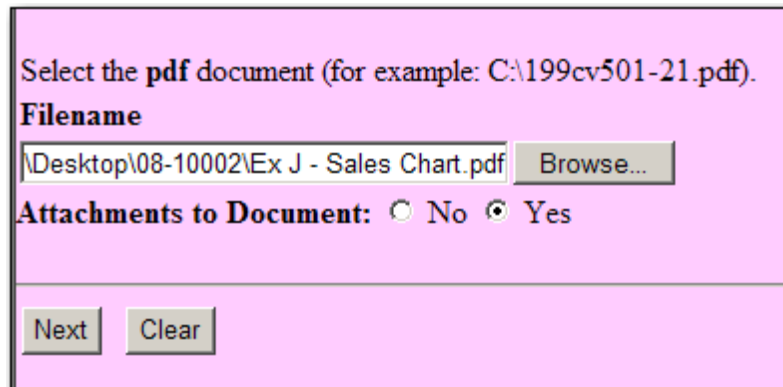 Select the pdf document (for example: C:\199cv501-21.pdf).
Filename
\Desktop\08-10002\Ex J - Sales Chart.pdf Browse...
Attachments to Document: No Yes
Next Clear